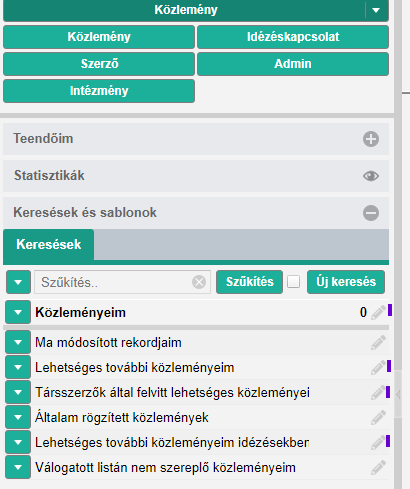 Közlemény
Közlemény Idézéskapcsolat
Szerző Admin
Intézmény
Teendőim
Statisztikák
Keresések és sablonok
Keresések
Szűkítés.. Szűkítés Új keresés
Közleményeim 0
Ma módosított rekordjaim
Lehetséges további közleményeim
Társszerzők által felvitt lehetséges közleményei
Általam rögzített közlemények
Lehetséges további közleményeim idézésekben
Válogatott listán nem szereplő közleményeim